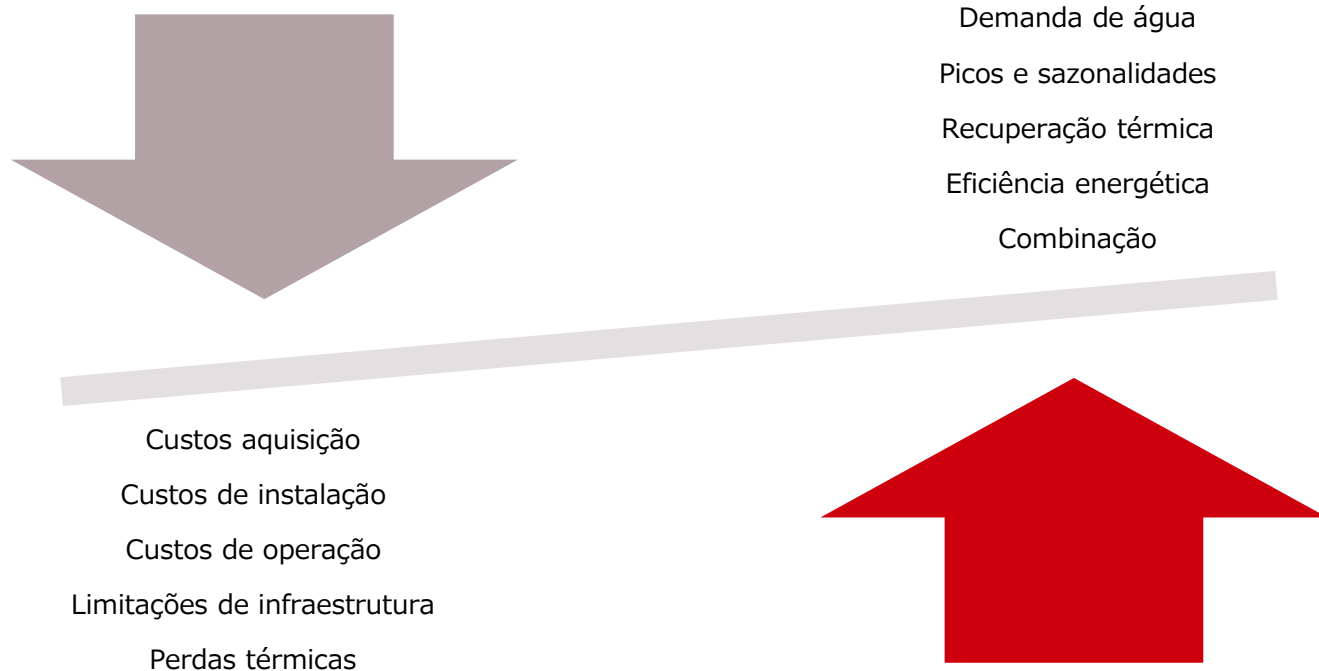 Demanda de água
Picos e sazonalidades
Recuperação térmica
Eficiência energética
Combinação
Custos aquisição
Custos de instalação
Custos de operação
Limitações de infraestrutura
Perdas térmicas